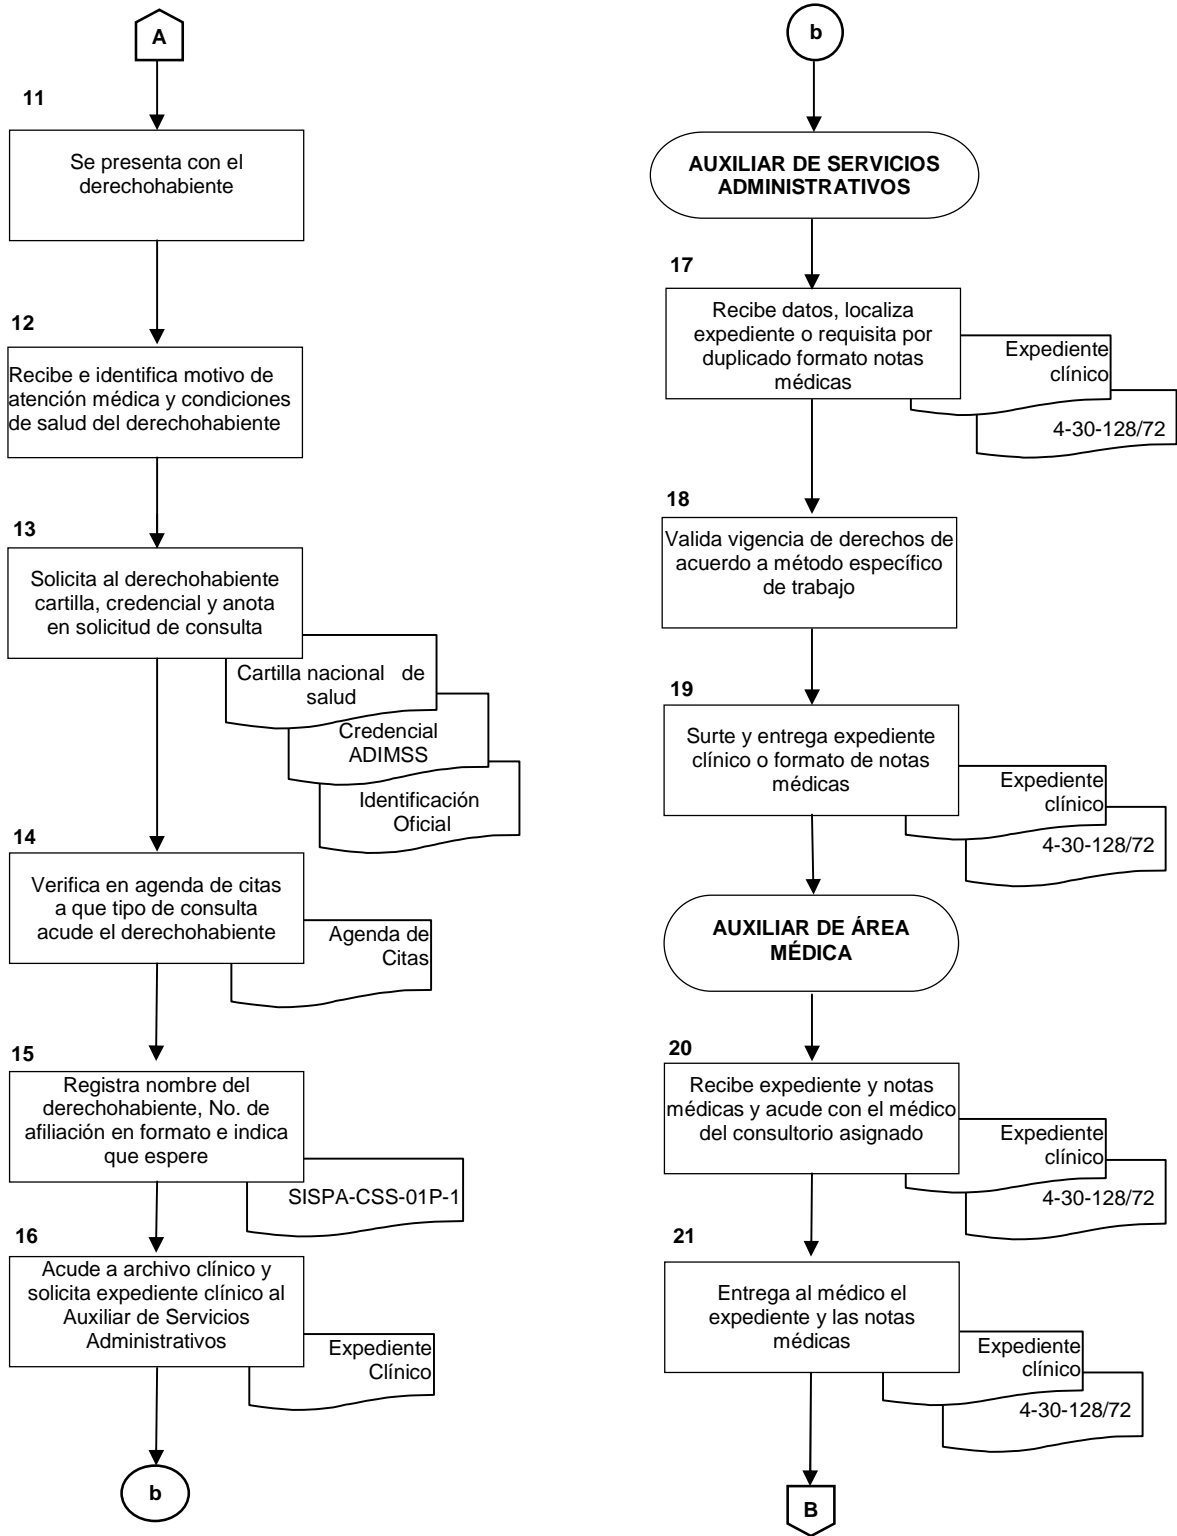 A
11
Se presenta con el
derechohabiente
12
Recibe e identifica motivo de
atención médica y condiciones
de salud del derechohabiente
13
Solicita al derechohabiente
cartilla, credencial y anota
en solicitud de consulta
Cartilla nacional de
salud
Credencial
ADIMSS
Identificación
Oficial
14
Verifica en agenda de citas
a que tipo de consulta
acude el derechohabiente
Agenda de
Citas
15
Registra nombre del
derechohabiente, No. de
afiliación en formato e indica
que espere
SISPA-CSS-01P-1
16
Acude a archivo clínico y
solicita expediente clínico al
Auxiliar de Servicios
Administrativos
Expediente
Clínico
b
b
AUXILIAR DE SERVICIOS
ADMINISTRATIVOS
17
Recibe datos, localiza
expediente o requisita por
duplicado formato notas
médicas
Expediente
clínico
4-30-128/72
18
Valida vigencia de derechos de
acuerdo a método específico
de trabajo
19
Surte y entrega expediente
clínico o formato de notas
médicas
Expediente
clínico
4-30-128/72
AUXILIAR DE ÁREA
MÉDICA
20
Recibe expediente y notas
médicas y acude con el médico
del consultorio asignado
Expediente
clínico
4-30-128/72
21
Entrega al médico el
expediente y las notas
médicas
Expediente
clínico
4-30-128/72
B